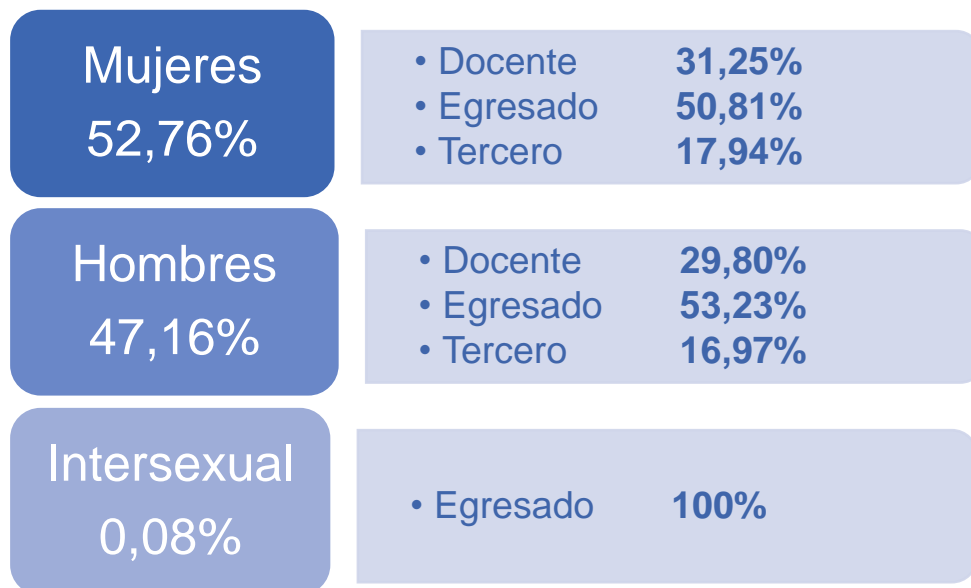 Mujeres
52,76%
• Docente 31,25%
• Egresado 50,81%
• Tercero 17,94%
Hombres
47,16%
• Docente 29,80%
• Egresado 53,23%
• Tercero 16,97%
Intersexual
0,08%
• Egresado 100%